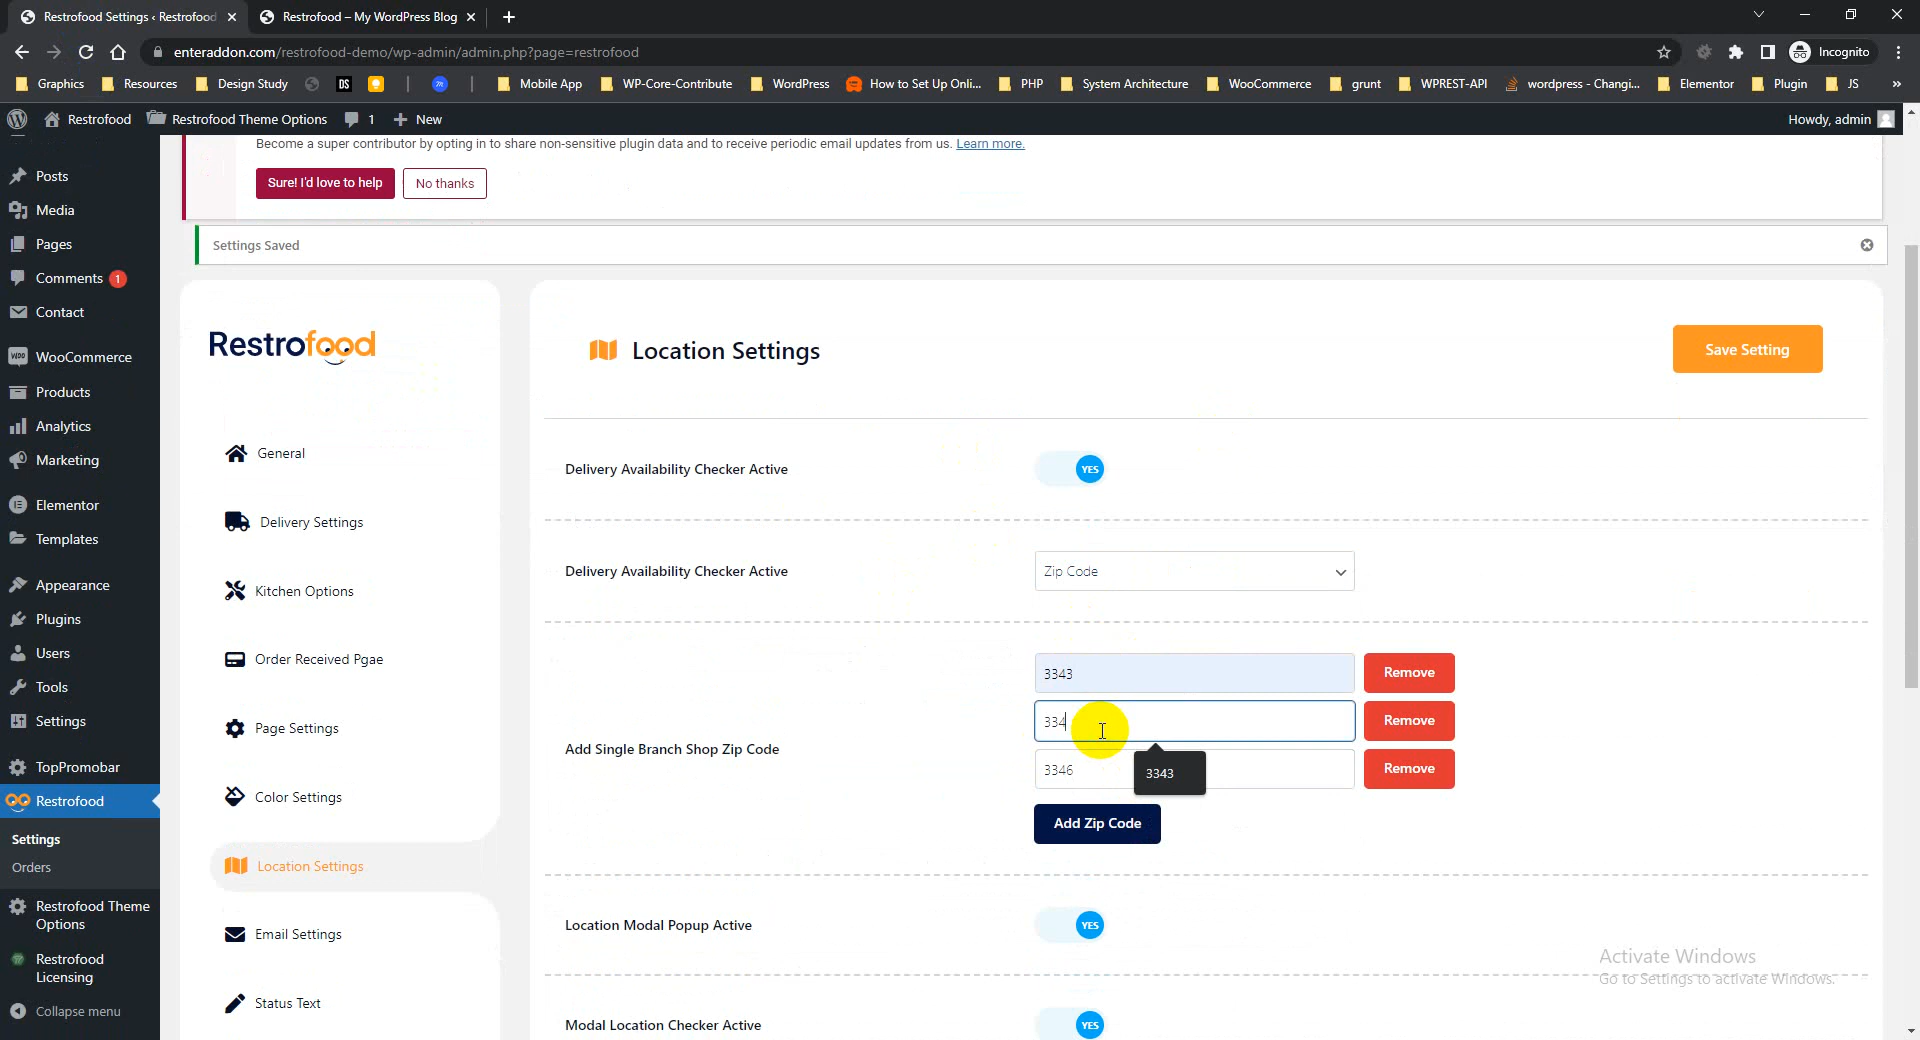 Restrofood Settings ‹ Restrofood
Restrofood – My WordPress Blog
enteraddon.com/restrofood-demo/wp-admin/admin.php?page=restrofood
Incognito
Graphics
Resources
Design Study
DS
Mobile App
WP-Core-Contribute
WordPress
How to Set Up Onli...
PHP
System Architecture
WooCommerce
grunt
WPREST-API
wordpress - Changi...
Elementor
Plugin
JS
»
Restrofood
Restrofood Theme Options
1
New
Howdy, admin
Posts
Media
Pages
Comments 1
Contact
WooCommerce
Products
Analytics
Marketing
Elementor
Templates
Appearance
Plugins
Users
Tools
Settings
TopPromobar
Restrofood
Settings
Orders
Restrofood Theme
Options
Restrofood
Licensing
Collapse menu
Become a super contributor by opting in to share non-sensitive plugin data and to receive periodic email updates from us. Learn more.
Sure! I'd love to help
No thanks
Settings Saved
Restrofood
General
Delivery Settings
Kitchen Options
Order Received Pgae
Page Settings
Color Settings
Location Settings
Email Settings
Status Text
Location Settings
Save Setting
Delivery Availability Checker Active
YES
Delivery Availability Checker Active
Zip Code
Add Single Branch Shop Zip Code
3343
Remove
334
Remove
3346
3343
Remove
Add Zip Code
Location Modal Popup Active
YES
Modal Location Checker Active
YES
Activate Windows
Go to Settings to activate Windows.